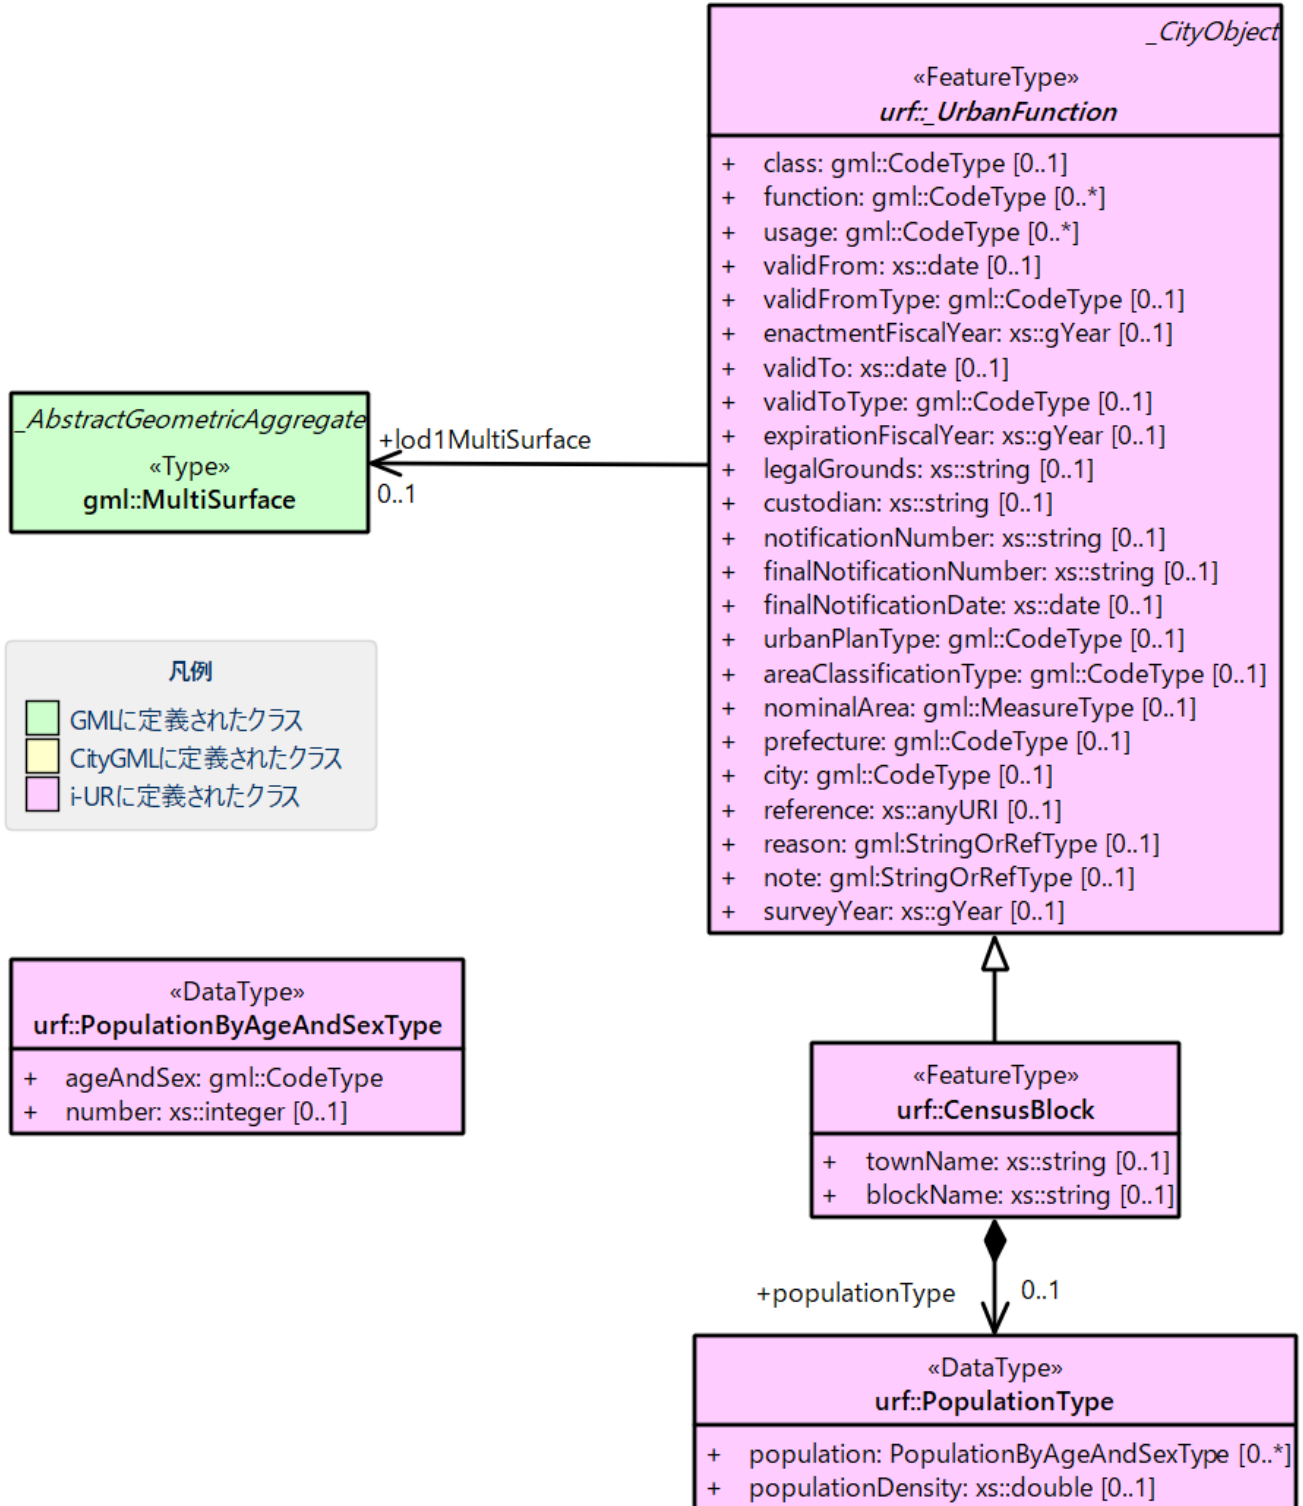 _CityObject
«FeatureType»
urf::_UrbanFunction
+ class: gml::CodeType [0..1]
+ function: gml::CodeType [0..*]
+ usage: gml::CodeType [0..*]
+ validFrom: xs::date [0..1]
+ validFromType: gml::CodeType [0..1]
+ enactmentFiscalYear: xs::gYear [0..1]
+ validTo: xs::date [0..1]
+ validToType: gml::CodeType [0..1]
+ expirationFiscalYear: xs::gYear [0..1]
+ legalGrounds: xs::string [0..1]
+ custodian: xs::string [0..1]
+ notificationNumber: xs::string [0..1]
+ finalNotificationNumber: xs::string [0..1]
+ finalNotificationDate: xs::date [0..1]
+ urbanPlanType: gml::CodeType [0..1]
+ areaClassificationType: gml::CodeType [0..1]
+ nominalArea: gml::MeasureType [0..1]
+ prefecture: gml::CodeType [0..1]
+ city: gml::CodeType [0..1]
+ reference: xs::anyURI [0..1]
+ reason: gml:StringOrRefType [0..1]
+ note: gml:StringOrRefType [0..1]
+ surveyYear: xs::gYear [0..1]
_AbstractGeometricAggregate
«Type»
gml::MultiSurface
+lod1MultiSurface
0..1
凡例
GMLに定義されたクラス
CityGMLに定義されたクラス
i-URに定義されたクラス
«DataType»
urf::PopulationByAgeAndSexType
+ ageAndSex: gml::CodeType
+ number: xs::integer [0..1]
«FeatureType»
urf::CensusBlock
+ townName: xs::string [0..1]
+ blockName: xs::string [0..1]
+populationType
0..1
«DataType»
urf::PopulationType
+ population: PopulationByAgeAndSexType [0..*]
+ populationDensity: xs::double [0..1]